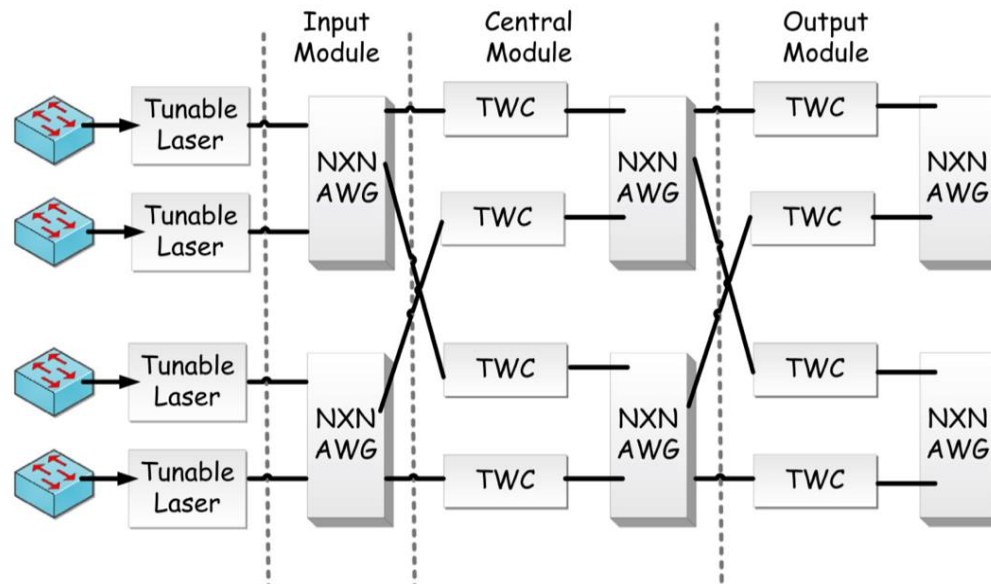 Input
Module
Central
Module
Output
Module
Tunable
Laser
TWC
TWC
NXN
AWG
NXN
AWG
NXN
AWG
Tunable
Laser
TWC
TWC
Tunable
Laser
TWC
TWC
NXN
AWG
NXN
AWG
NXN
AWG
Tunable
Laser
TWC
TWC